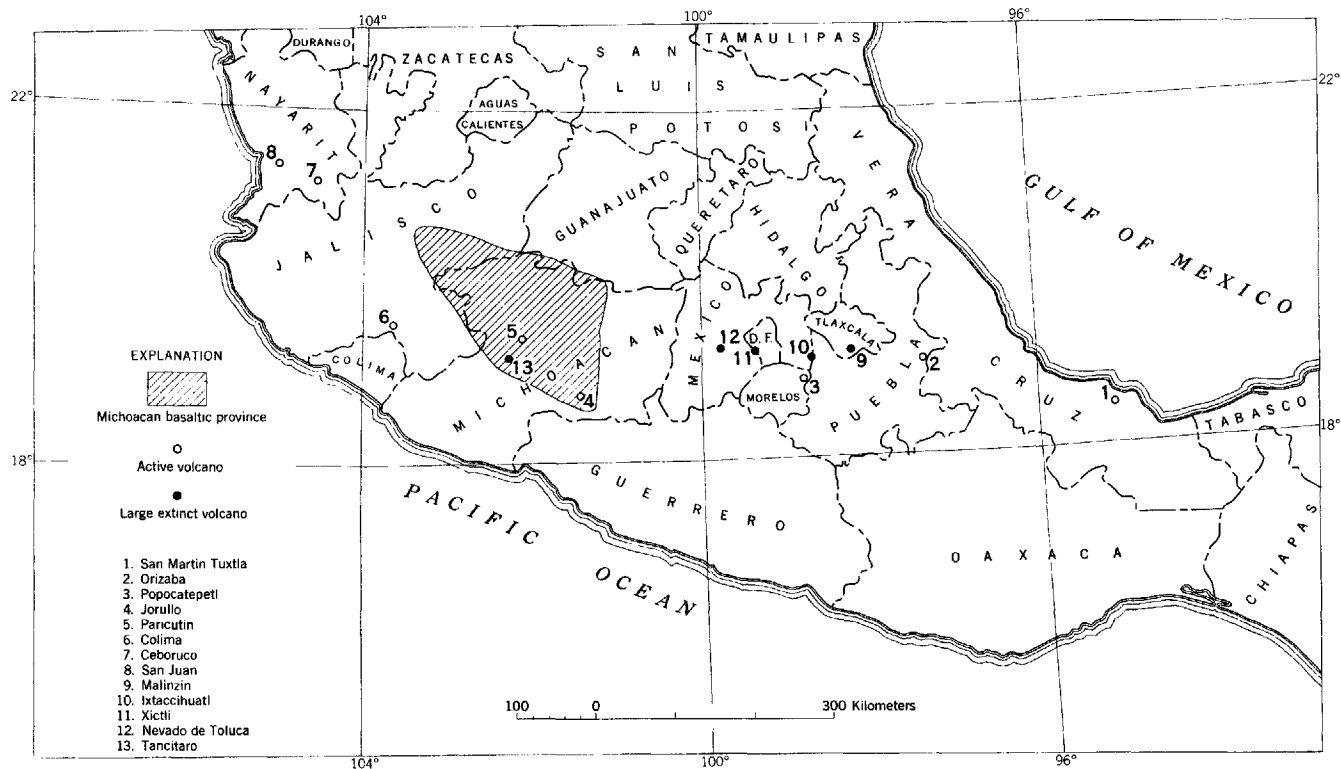 104°
100°
96°
DURANGO
ZACATECAS
SAN
LUIS
POTOSI
TAMAULIPAS
22°
22°
NAYARIT
AGUAS
CALIENTES
VERA
CRUZ
8
7
JALISCO
GUANAJUATO
QUERETARO
HIDALGO
GULF OF MEXICO
6
5
13
4
COLIMA
MICHOACAN
MEXICO
12
D.F.
11
10
TLAXCALA
9
2
3
MORELOS
PUEBLA
1
TABASCO
18°
18°
GUERRERO
OAXACA
CHIAPAS
PACIFIC
OCEAN
EXPLANATION
Michoacan basaltic province
Active volcano
Large extinct volcano
1. San Martin Tuxtla
2. Orizaba
3. Popocatepetl
4. Jorullo
5. Paricutin
6. Colima
7. Ceboruco
8. San Juan
9. Malinzin
10. Ixtaccihuatl
11. Xictli
12. Nevado de Toluca
13. Tancitaro
100 0 300 Kilometers
104°
100°
96°